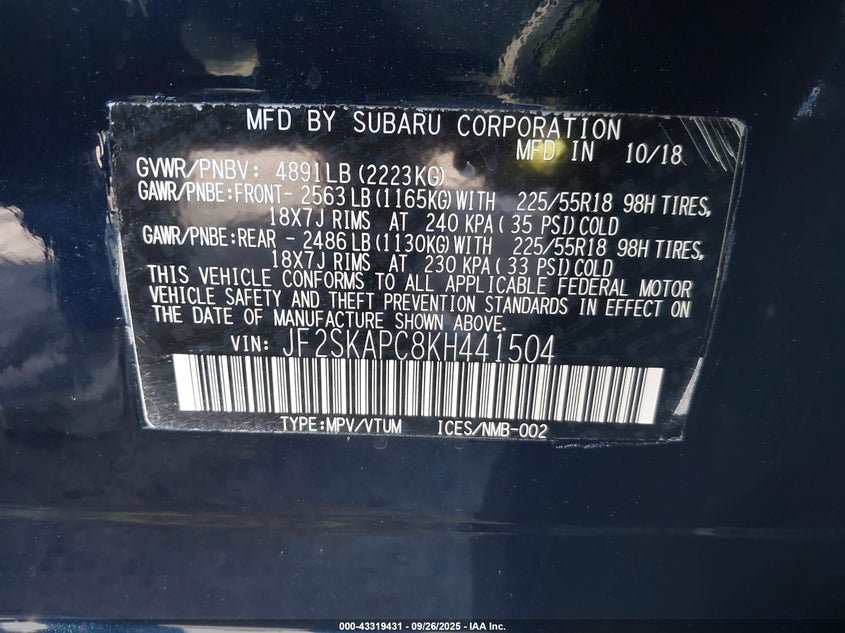 MFD BY SUBARU CORPORATION
MFD IN 10/18
GVWR/PNBV: 4891LB (2223KG)
GAWR/PNBE:FRONT- 2563LB (1165KG) WITH 225/55R18 98H TIRES,
18X7J RIMS AT 240 KPA ( 35 PSI) COLD
GAWR/PNBE:REAR - 2486LB (1130KG) WITH 225/55R18 98H TIRES,
18X7J RIMS AT 230 KPA ( 33 PSI) COLD
THIS VEHICLE CONFORMS TO ALL APPLICABLE FEDERAL MOTOR
VEHICLE SAFETY AND THEFT PREVENTION STANDARDS IN EFFECT ON
THE DATE OF MANUFACTURE SHOWN ABOVE.
VIN: JF2SKAPC8KH441504
TYPE:MPV/VTUM ICES/NMB-002
000-43319431 - 09/26/2025 - IAA Inc.